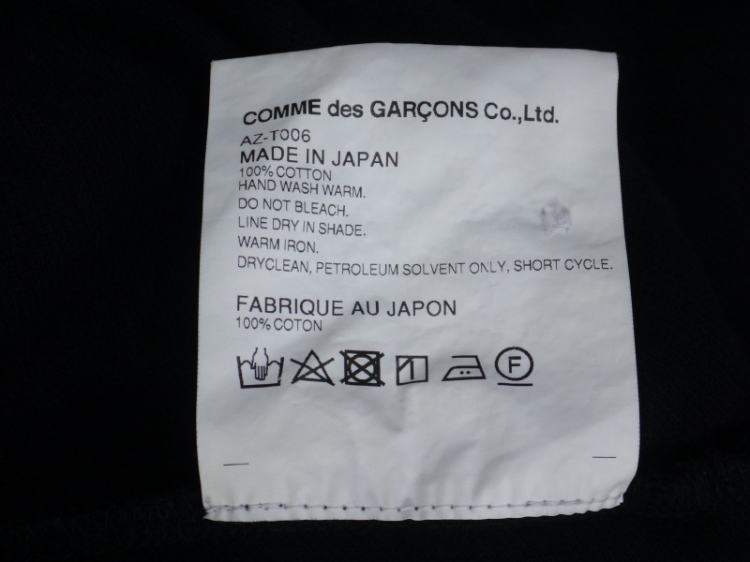 COMME des GARÇONS Co.,Ltd.
AZ-T006
MADE IN JAPAN
100% COTTON
HAND WASH WARM.
DO NOT BLEACH.
LINE DRY IN SHADE.
WARM IRON.
DRYCLEAN, PETROLEUM SOLVENT ONLY, SHORT CYCLE.
FABRIQUE AU JAPON
100% COTON
F